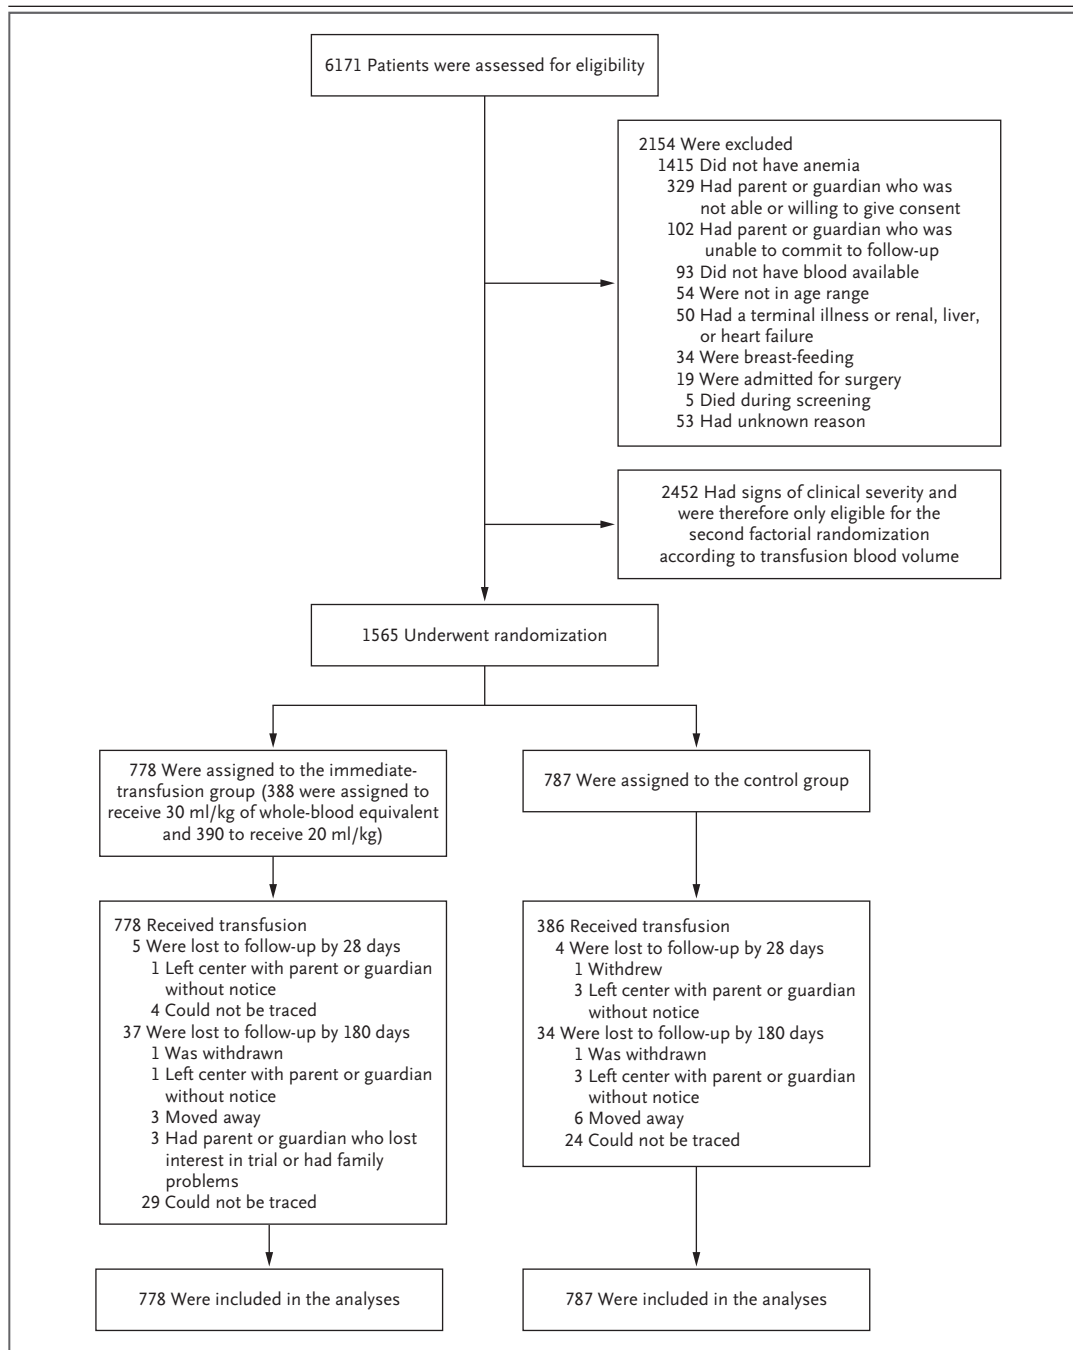 6171 Patients were assessed for eligibility
2154 Were excluded
1415 Did not have anemia
329 Had parent or guardian who was
not able or willing to give consent
102 Had parent or guardian who was
unable to commit to follow-up
93 Did not have blood available
54 Were not in age range
50 Had a terminal illness or renal, liver,
or heart failure
34 Were breast-feeding
19 Were admitted for surgery
5 Died during screening
53 Had unknown reason
2452 Had signs of clinical severity and
were therefore only eligible for the
second factorial randomization
according to transfusion blood volume
1565 Underwent randomization
778 Were assigned to the immediate-
transfusion group (388 were assigned to
receive 30 ml/kg of whole-blood equivalent
and 390 to receive 20 ml/kg)
787 Were assigned to the control group
778 Received transfusion
5 Were lost to follow-up by 28 days
1 Left center with parent or guardian
without notice
4 Could not be traced
37 Were lost to follow-up by 180 days
1 Was withdrawn
1 Left center with parent or guardian
without notice
3 Moved away
3 Had parent or guardian who lost
interest in trial or had family
problems
29 Could not be traced
386 Received transfusion
4 Were lost to follow-up by 28 days
1 Withdrew
3 Left center with parent or guardian
without notice
34 Were lost to follow-up by 180 days
1 Was withdrawn
3 Left center with parent or guardian
without notice
6 Moved away
24 Could not be traced
778 Were included in the analyses
787 Were included in the analyses